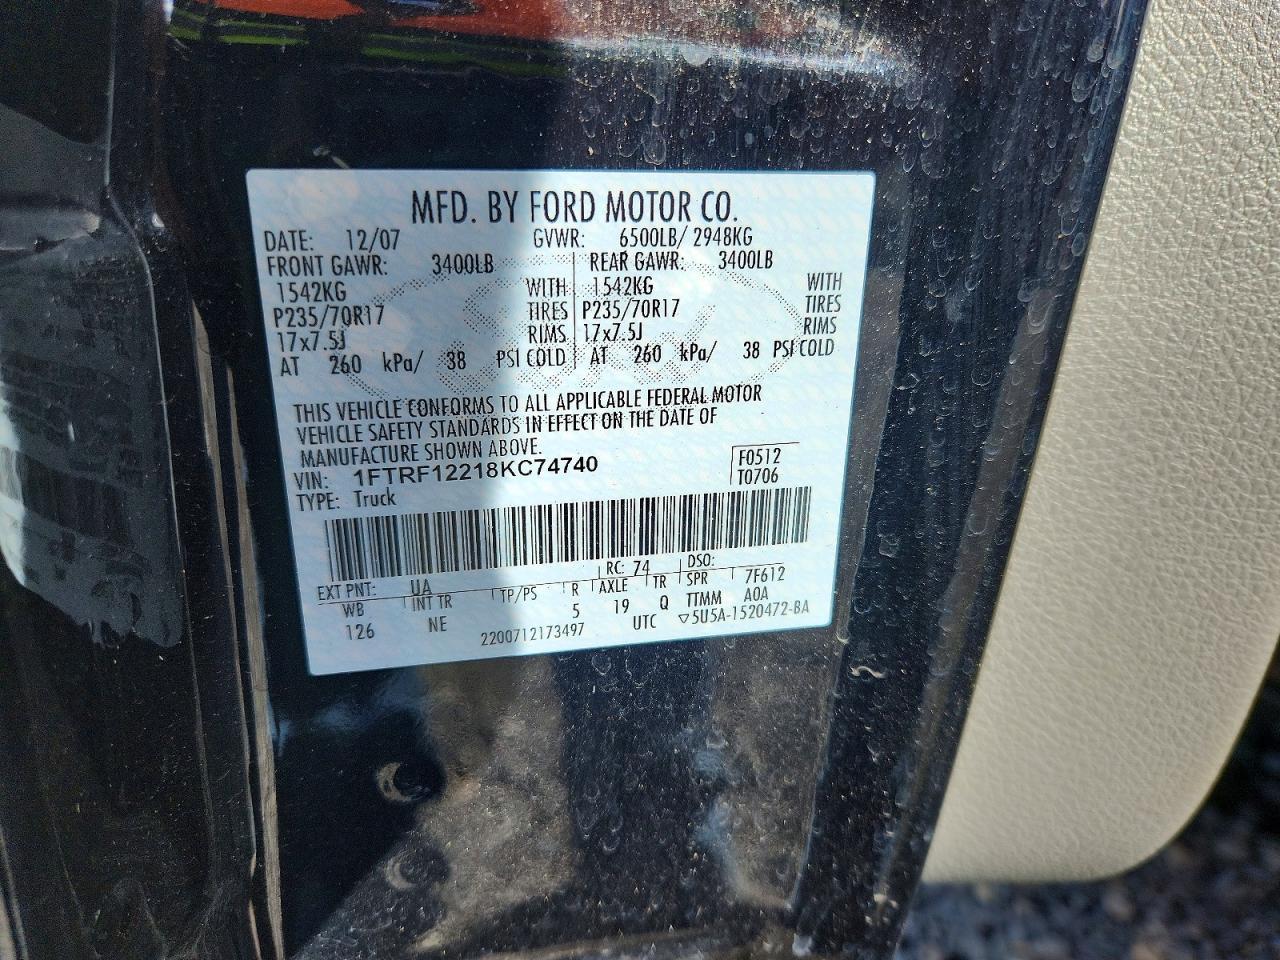 MFD. BY FORD MOTOR CO.
DATE: 12/07 GVWR: 6500LB/ 2948KG
FRONT GAWR: 3400LB REAR GAWR: 3400LB
1542KG WITH 1542KG WITH
P235/70R17 TIRES P235/70R17 TIRES
17x7.5J RIMS 17x7.5J RIMS
AT 260 kPa/ 38 PSI COLD AT 260 kPa/ 38 PSI COLD
THIS VEHICLE CONFORMS TO ALL APPLICABLE FEDERAL MOTOR
VEHICLE SAFETY STANDARDS IN EFFECT ON THE DATE OF
MANUFACTURE SHOWN ABOVE.
VIN: 1FTRF12218KC74740 F0512
TYPE: Truck T0706
EXT PNT: UA RC: 74 DSO:
WB INT TR TP/PS R AXLE TR SPR 7F612
126 NE 5 19 Q TTMM A0A
2200712173497 UTC ▽5U5A-1520472-BA